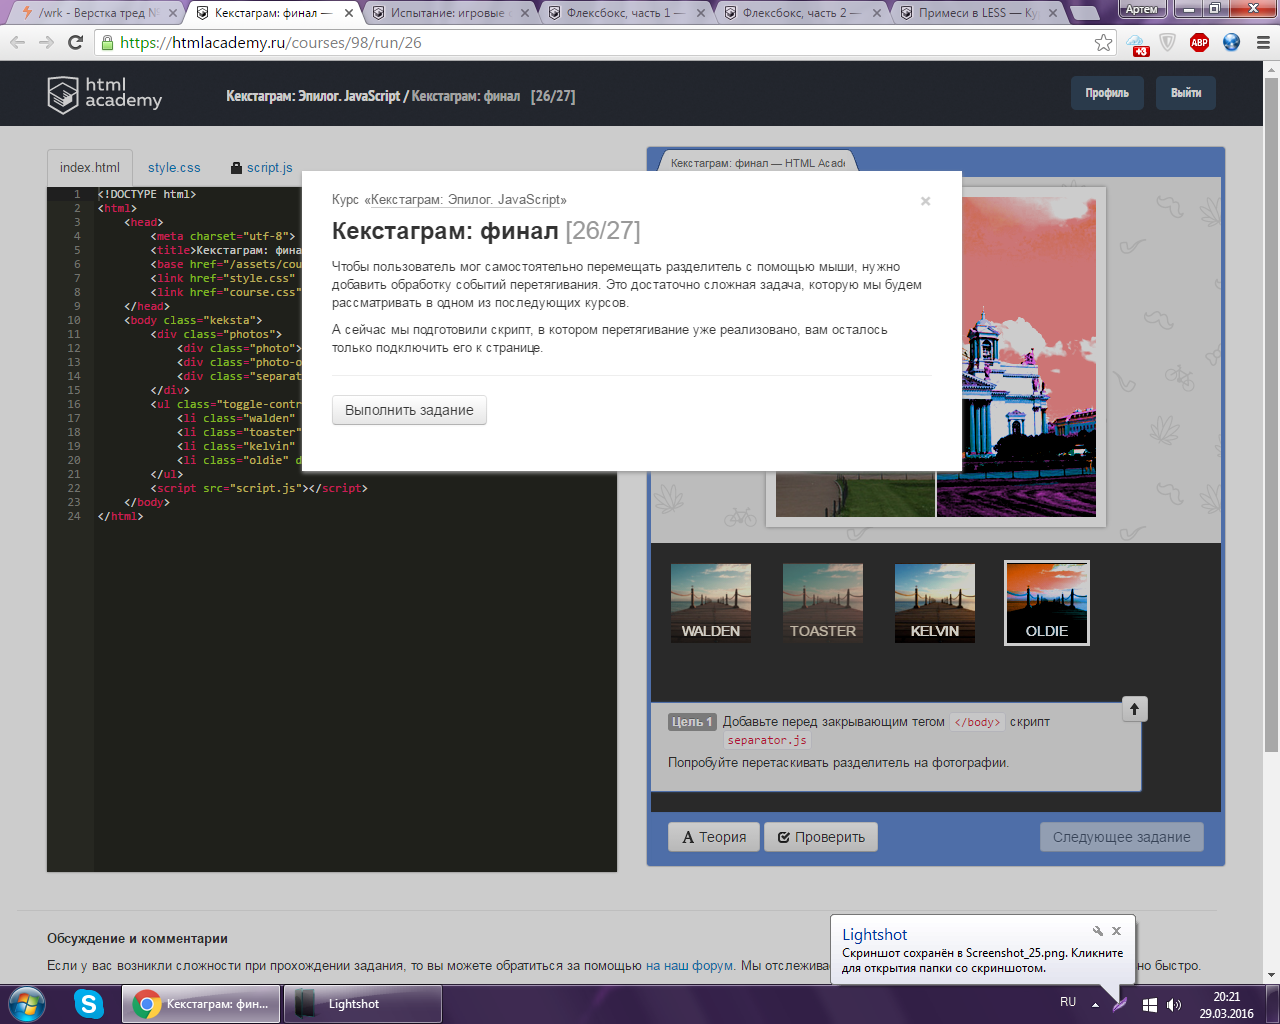 /wrk - Верстка тред №
Кекстаграм: финал —
Испытание: игровые
Флексбокс, часть 1 —
Флексбокс, часть 2 —
Примеси в LESS — Ку
Артем
https://htmlacademy.ru/courses/98/run/26
+3
ABP
html
academy
Кекстаграм: Эпилог. JavaScript / Кекстаграм: финал [26/27]
Профиль
Выйти
index.html
style.css
script.js
Кекстаграм: финал — HTML Acade
1 <!DOCTYPE html>
2 <html>
3 <head>
4 <meta charset="utf-8">
5 <title>Кекстаграм: фина
6 <base href="/assets/cou
7 <link href="style.css"
8 <link href="course.css"
9 </head>
10 <body class="keksta">
11 <div class="photos">
12 <div class="photo">
13 <div class="photo-o
14 <div class="separat
15 </div>
16 <ul class="toggle-contr
17 <li class="walden"
18 <li class="toaster"
19 <li class="kelvin"
20 <li class="oldie" d
21 </ul>
22 <script src="script.js"></script>
23 </body>
24 </html>
Курс «Кекстаграм: Эпилог. JavaScript»
×
Кекстаграм: финал [26/27]
Чтобы пользователь мог самостоятельно перемещать разделитель с помощью мыши, нужно
добавить обработку событий перетягивания. Это достаточно сложная задача, которую мы будем
рассматривать в одном из последующих курсов.
А сейчас мы подготовили скрипт, в котором перетягивание уже реализовано, вам осталось
только подключить его к странице.
Выполнить задание
WALDEN
TOASTER
KELVIN
OLDIE
Цель 1 Добавьте перед закрывающим тегом </body> скрипт
separator.js
Попробуйте перетаскивать разделитель на фотографии.
Теория
Проверить
Следующее задание
Обсуждение и комментарии
Если у вас возникли сложности при прохождении задания, то вы можете обратиться за помощью на наш форум. Мы отслежива
но быстро.
Lightshot
Скриншот сохранён в Screenshot_25.png. Кликните
для открытия папки со скриншотом.
Кекстаграм: фин...
Lightshot
RU
20:21
29.03.2016